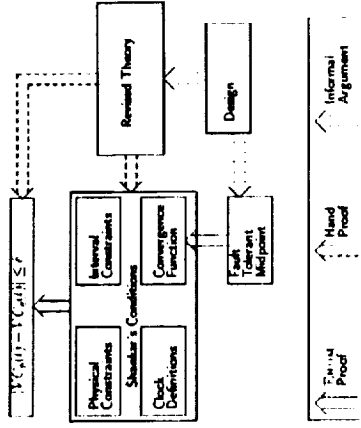 Physical
Constraints
Interval
Constraints
Shankar's Conditions
Clock
Definitions
Convergence
Function
Revised Theory
Fault
Tolerant
Midpoint
Design
Proof
Hand
Proof
Informal
Argument